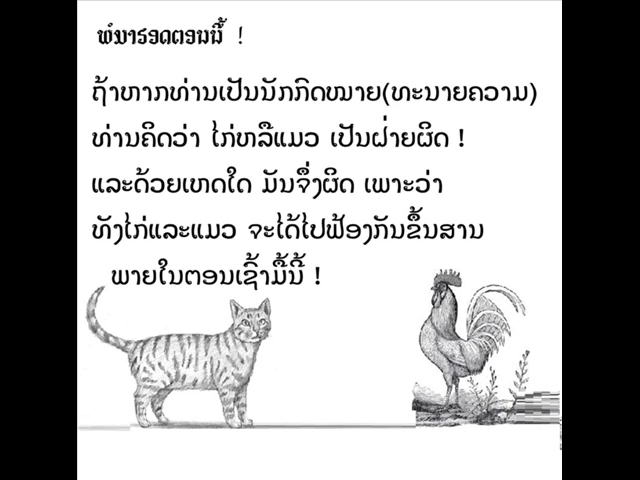 ພໍມາຮອດຕອນນີ້ !
ຖ້າຫາກທ່ານເປັນນັກກົດໝາຍ(ທະນາຍຄວາມ)
ທ່ານຄິດວ່າ ໄກ່ຫລືແມວ ເປັນຝ່າຍຜິດ !
ແລະດ້ວຍເຫດໃດ ມັນຈຶ່ງຜິດ ເພາະວ່າ
ທັງໄກ່ແລະແມວ ຈະໄດ້ໄປຟ້ອງກັນຂຶ້ນສານ
ພາຍໃນຕອນເຊົ້າມື້ນີ້ !